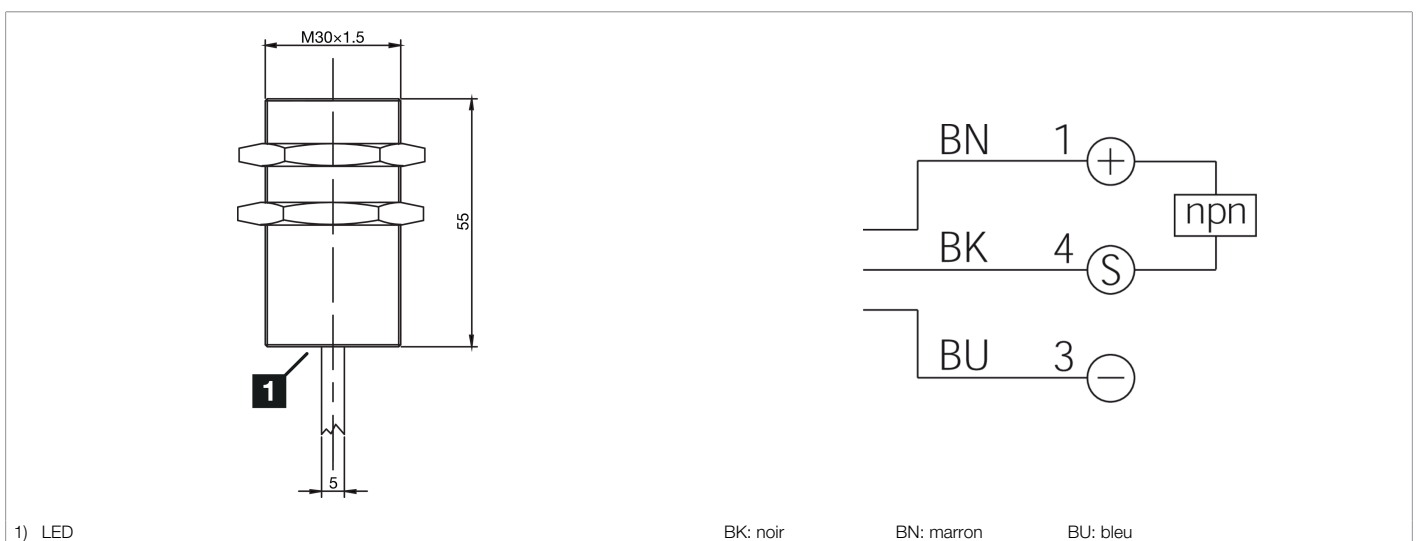 M30×1.5
55
1
5
BN 1 +
npn
BK 4 S
BU 3 −
1) LED
BK: noir BN: marron BU: bleu